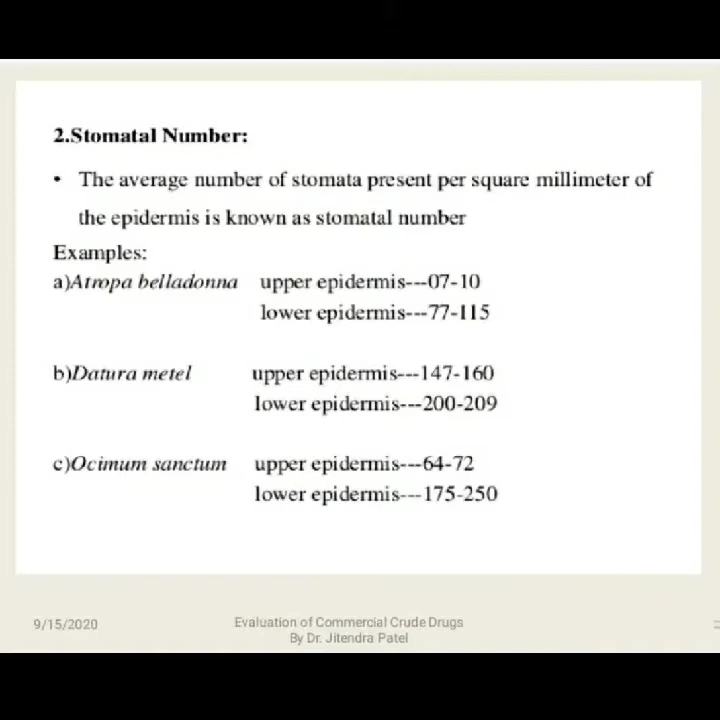 2.Stomatal Number:
• The average number of stomata present per square millimeter of
the epidermis is known as stomatal number
Examples:
a)Atropa belladonna upper epidermis---07-10
lower epidermis---77-115
b)Datura metel upper epidermis---147-160
lower epidermis---200-209
c)Ocimum sanctum upper epidermis---64-72
lower epidermis---175-250
9/15/2020
Evaluation of Commercial Crude Drugs
By Dr. Jitendra Patel